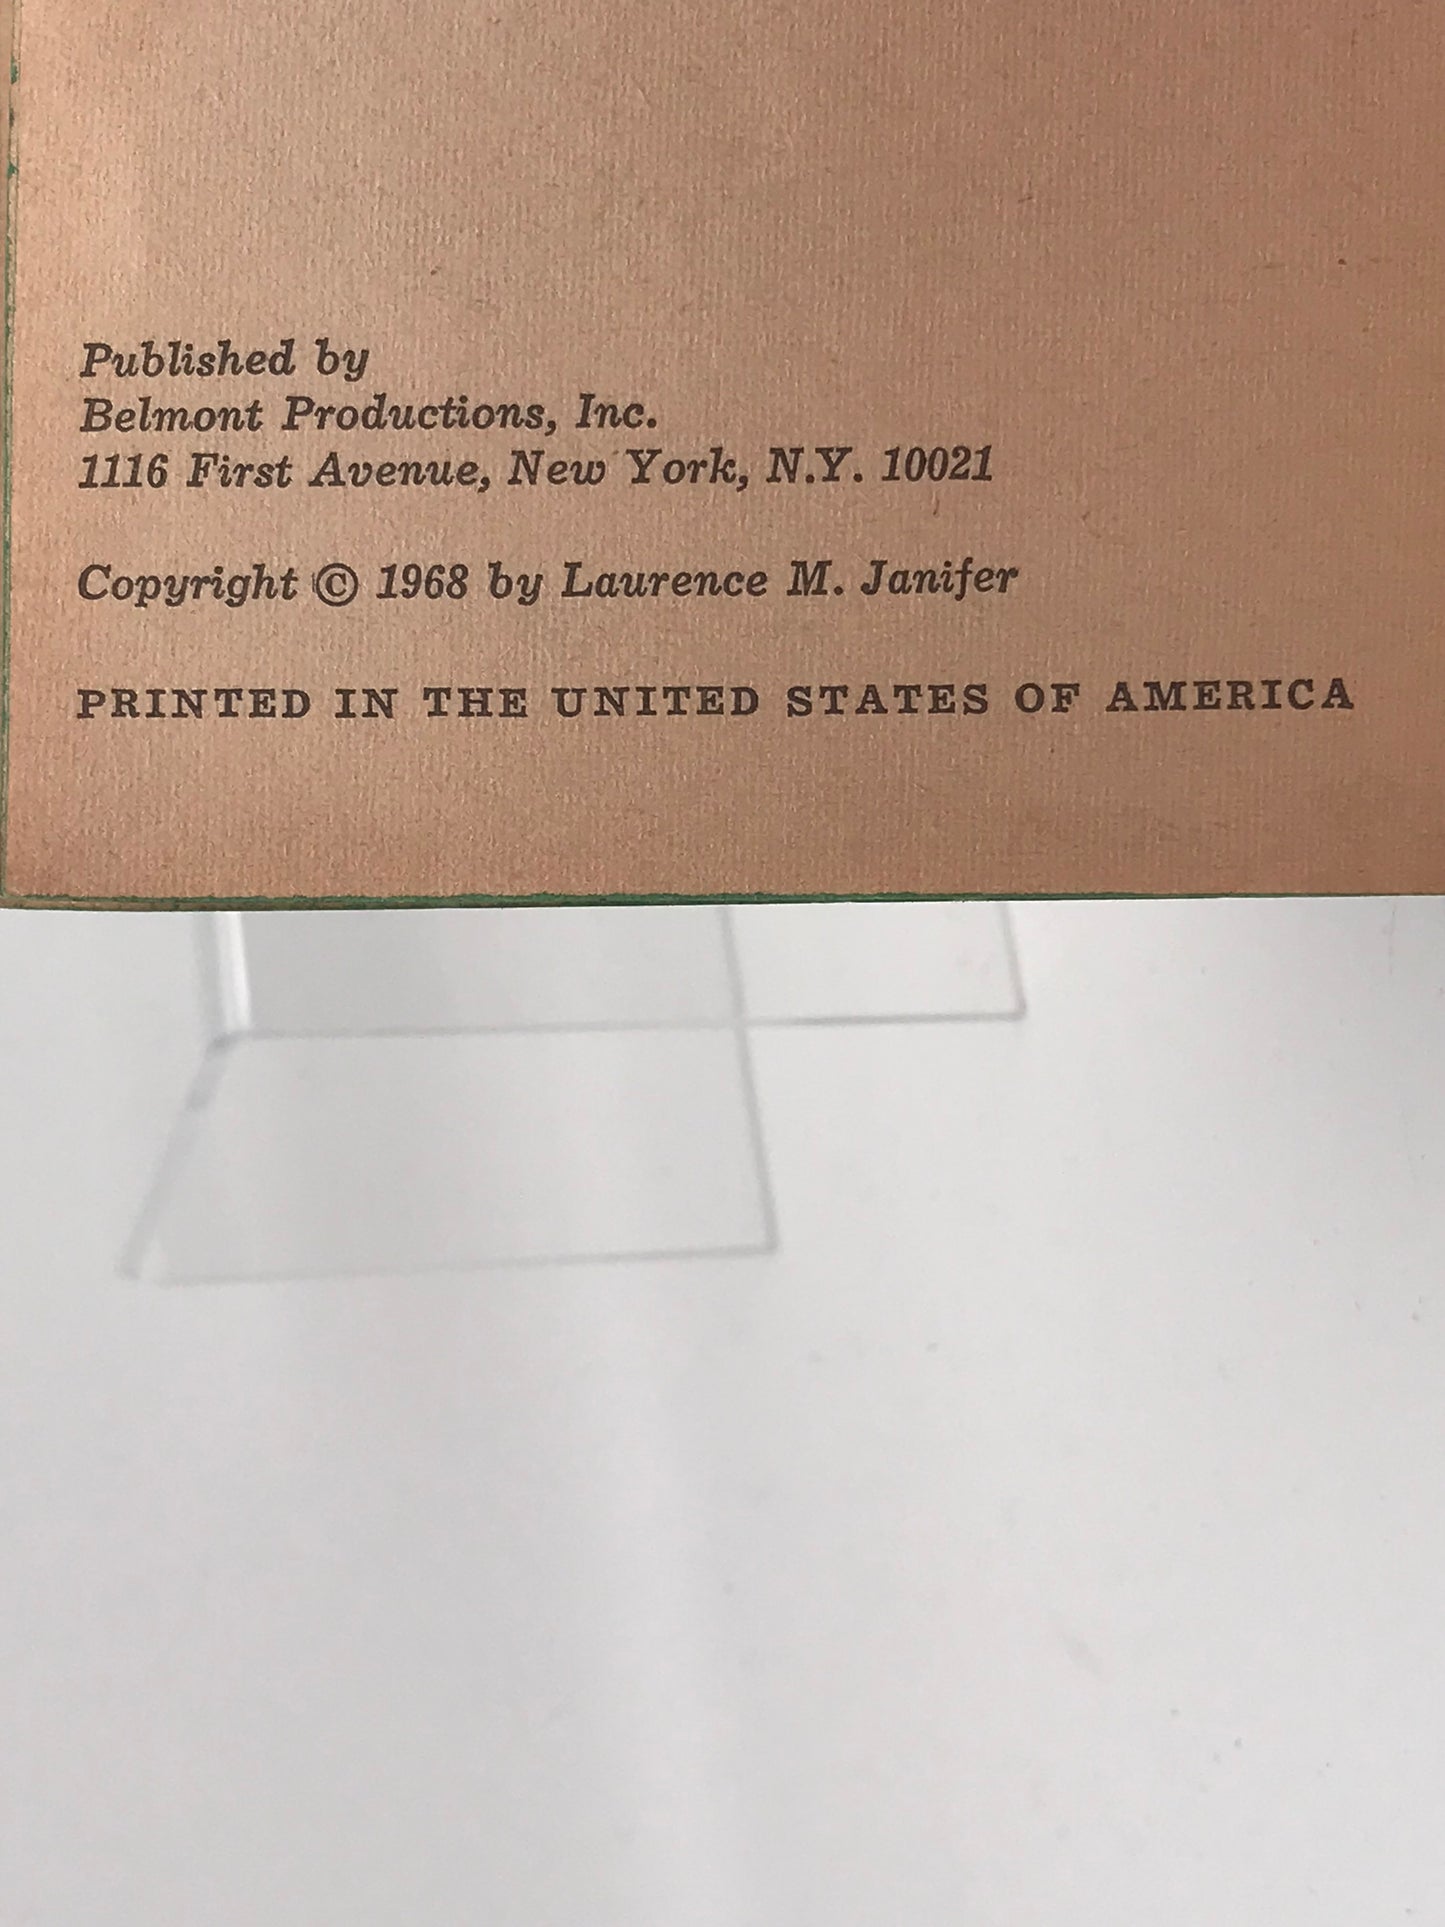 Published by
Belmont Productions, Inc.
1116 First Avenue, New York, N.Y. 10021
Copyright © 1968 by Laurence M. Janifer
PRINTED IN THE UNITED STATES OF AMERICA